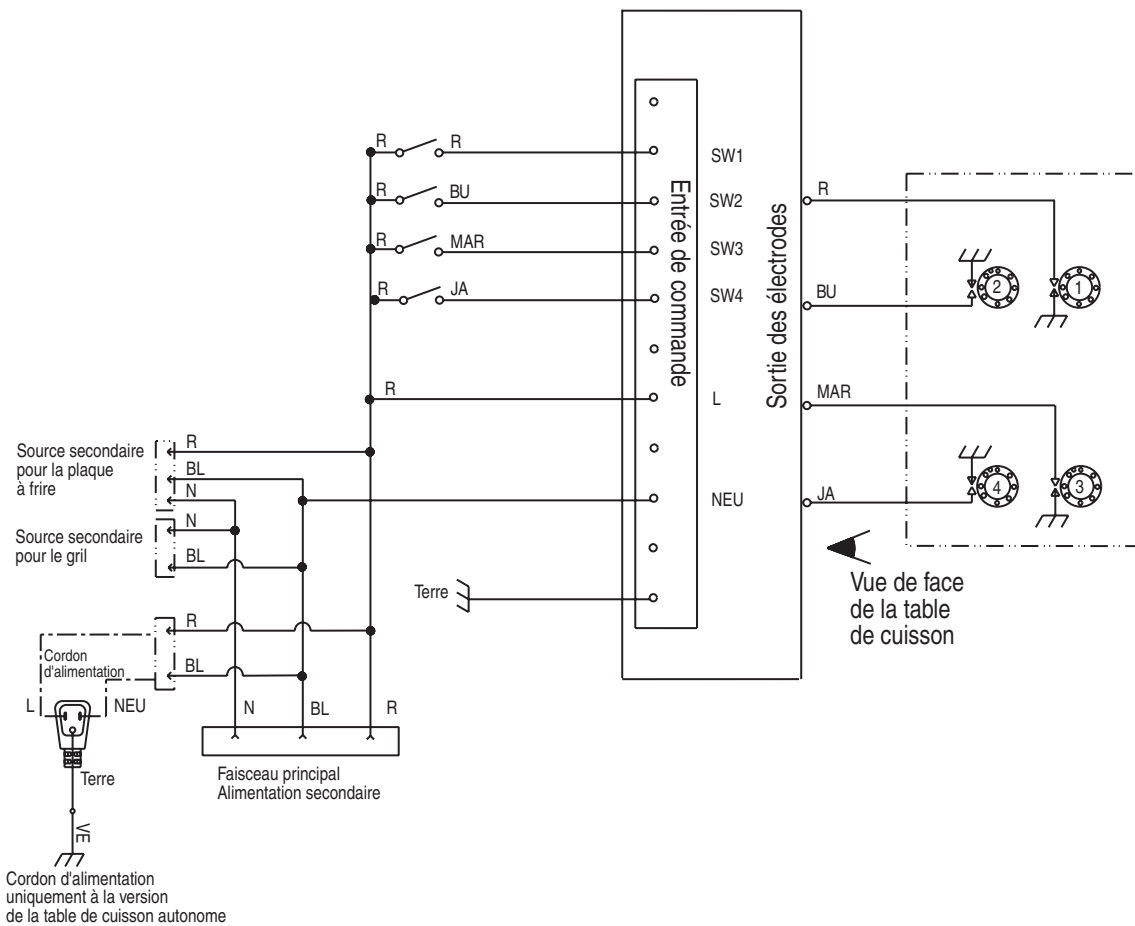 R
R
SW1
R
BU
SW2
R
MAR
SW3
R
JA
SW4
Entrée de commande
Sortie des électrodes
R
BU
2
1
MAR
JA
4
3
R
L
NEU
Terre
Source secondaire
pour la plaque
à frire
R
BL
N
Source secondaire
pour le gril
N
BL
R
BL
Cordon
d'alimentation
L
NEU
Terre
VE
N
BL
R
Faisceau principal
Alimentation secondaire
Vue de face
de la table
de cuisson
Cordon d'alimentation
uniquement à la version
de la table de cuisson autonome